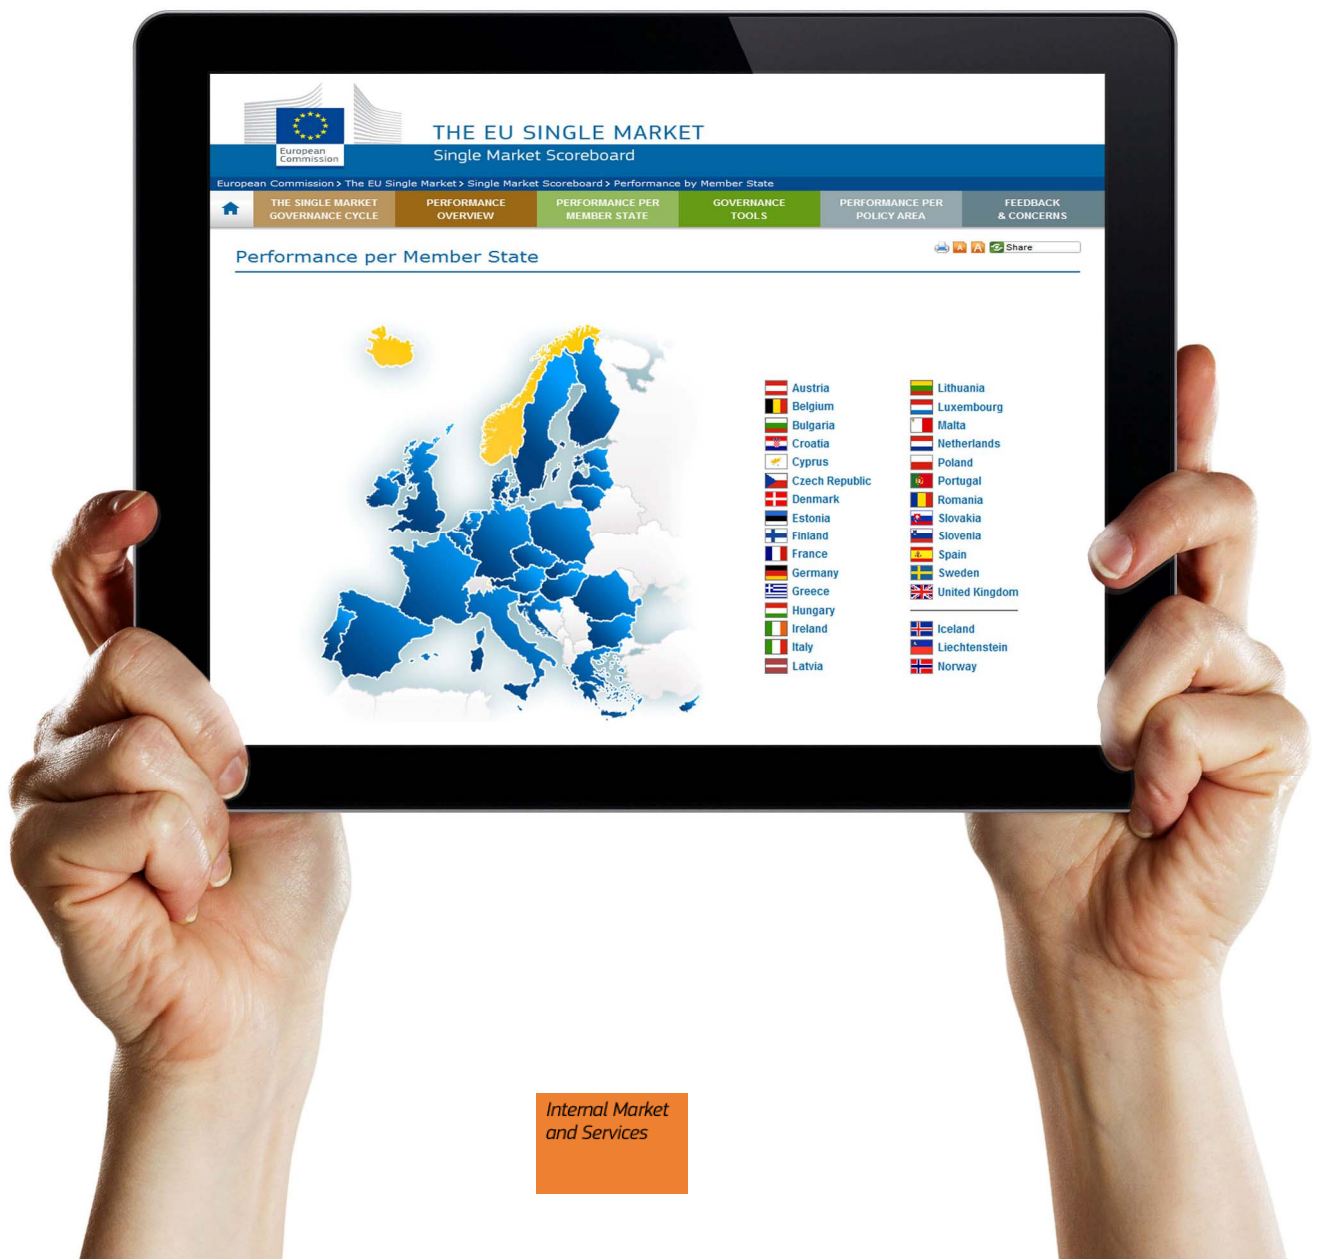 THE EU SINGLE MARKET
European
Commission
Single Market Scoreboard
European Commission > The EU Single Market > Single Market Scoreboard > Performance by Member State
THE SINGLE MARKET
GOVERNANCE CYCLE
PERFORMANCE
OVERVIEW
PERFORMANCE PER
MEMBER STATE
GOVERNANCE
TOOLS
PERFORMANCE PER
POLICY AREA
FEEDBACK
& CONCERNS
A A Share
Performance per Member State
Austria
Belgium
Bulgaria
Croatia
Cyprus
Czech Republic
Denmark
Estonia
Finland
France
Germany
Greece
Hungary
Ireland
Italy
Latvia
Lithuania
Luxembourg
Malta
Netherlands
Poland
Portugal
Romania
Slovakia
Slovenia
Spain
Sweden
United Kingdom
Iceland
Liechtenstein
Norway
Internal Market
and Services